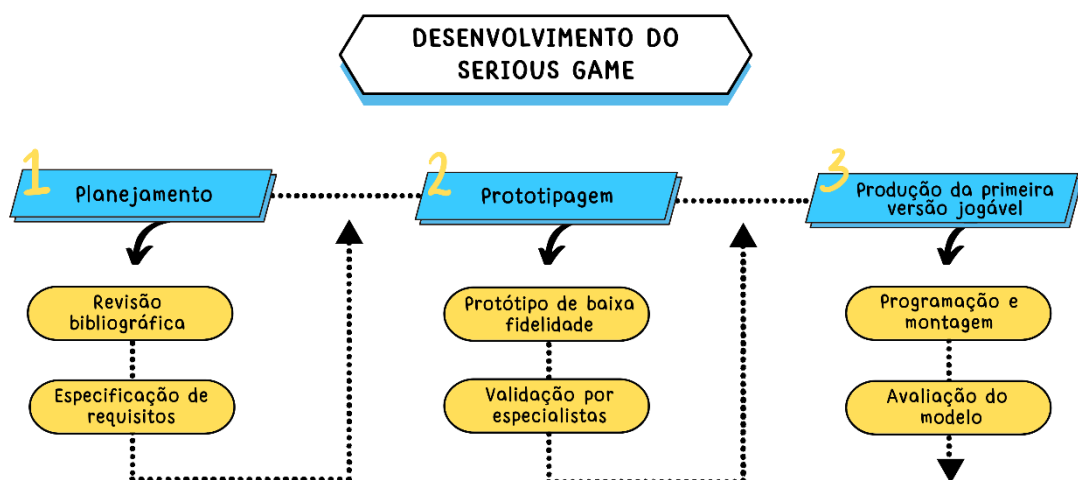 DESENVOLVIMENTO DO
SERIOUS GAME
1
Planejamento
2
Prototipagem
3
Produção da primeira
versão jogável
Revisão
bibliográfica
Protótipo de baixa
fidelidade
Programação e
montagem
Especificação de
requisitos
Validação por
especialistas
Avaliação do
modelo